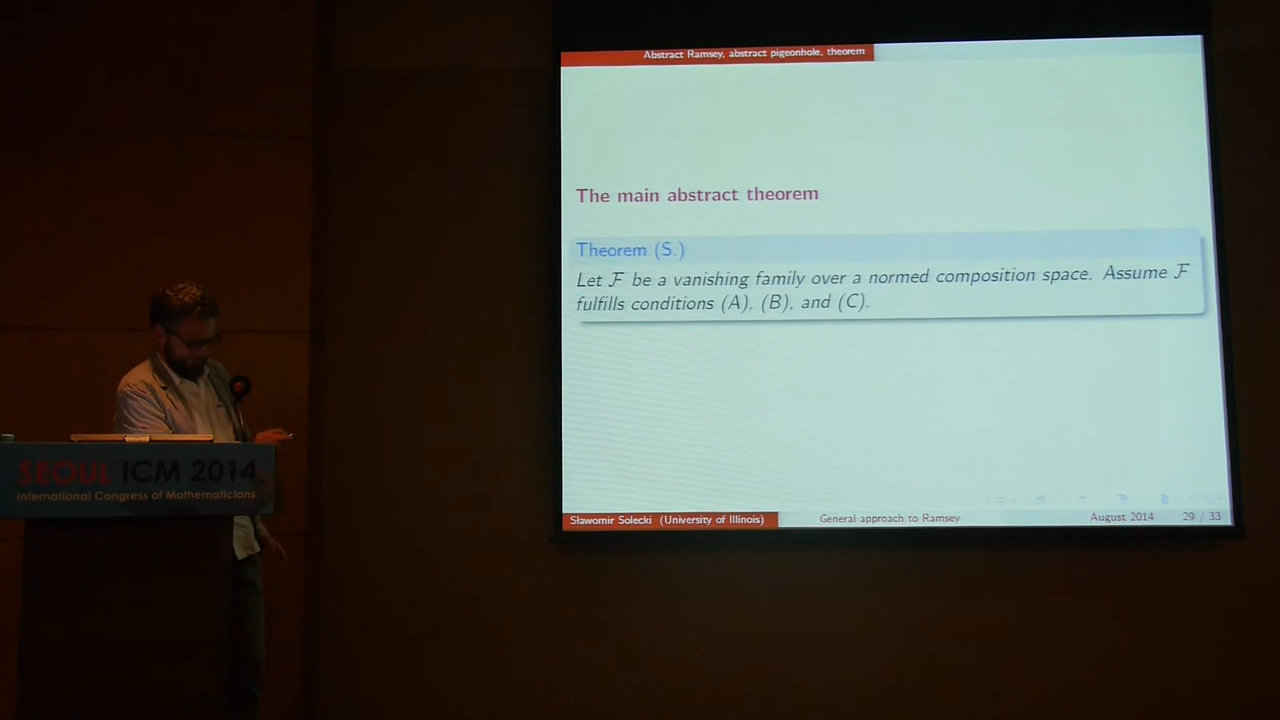 Abstract Ramsey, abstract pigeonhole, theorem
The main abstract theorem
Theorem (S.)
Let F be a vanishing family over a normed composition space. Assume F
fulfills conditions (A), (B), and (C).
Sławomir Solecki (University of Illinois)
General approach to Ramsey
August 2014
29 / 33
SEOUL ICM 2014
International Congress of Mathematicians